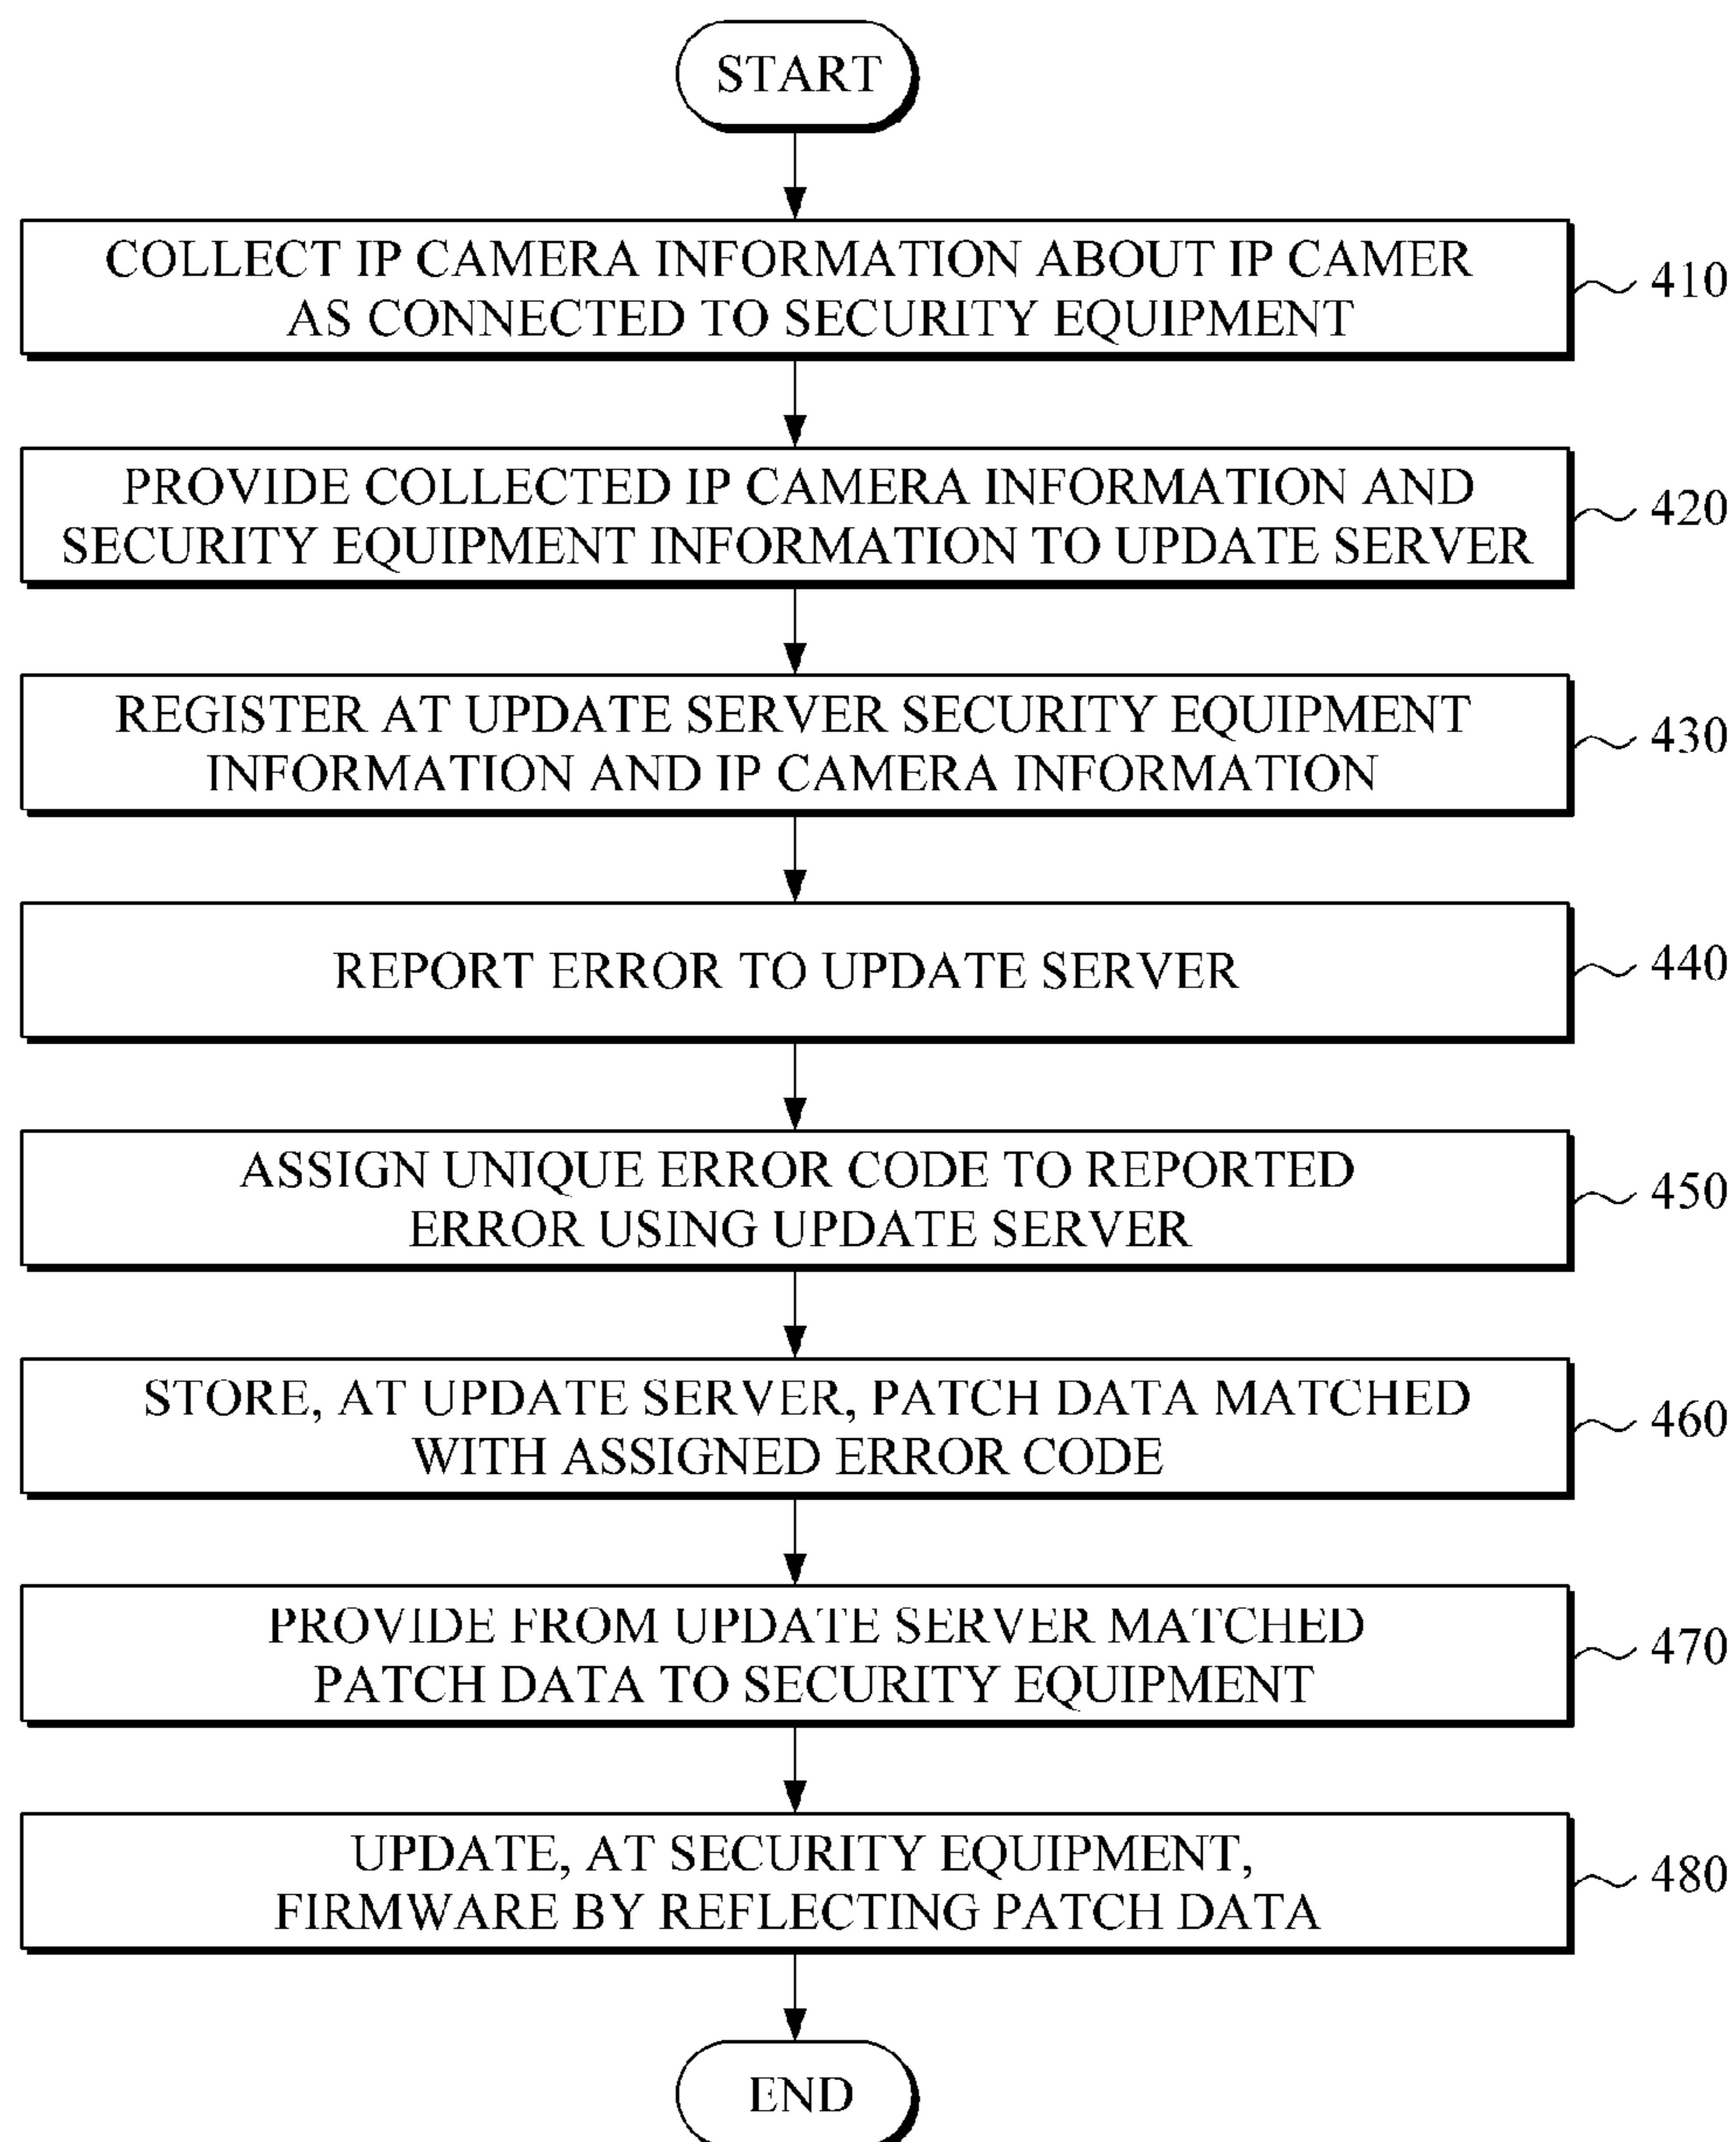 START
COLLECT IP CAMERA INFORMATION ABOUT IP CAMER
AS CONNECTED TO SECURITY EQUIPMENT
410
PROVIDE COLLECTED IP CAMERA INFORMATION AND
SECURITY EQUIPMENT INFORMATION TO UPDATE SERVER
420
REGISTER AT UPDATE SERVER SECURITY EQUIPMENT
INFORMATION AND IP CAMERA INFORMATION
430
REPORT ERROR TO UPDATE SERVER
440
ASSIGN UNIQUE ERROR CODE TO REPORTED
ERROR USING UPDATE SERVER
450
STORE, AT UPDATE SERVER, PATCH DATA MATCHED
WITH ASSIGNED ERROR CODE
460
PROVIDE FROM UPDATE SERVER MATCHED
PATCH DATA TO SECURITY EQUIPMENT
470
UPDATE, AT SECURITY EQUIPMENT,
FIRMWARE BY REFLECTING PATCH DATA
480
END